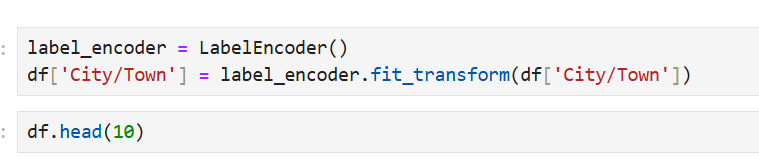 :
label_encoder = LabelEncoder()
df['City/Town'] = label_encoder.fit_transform(df['City/Town'])
:
df.head(10)